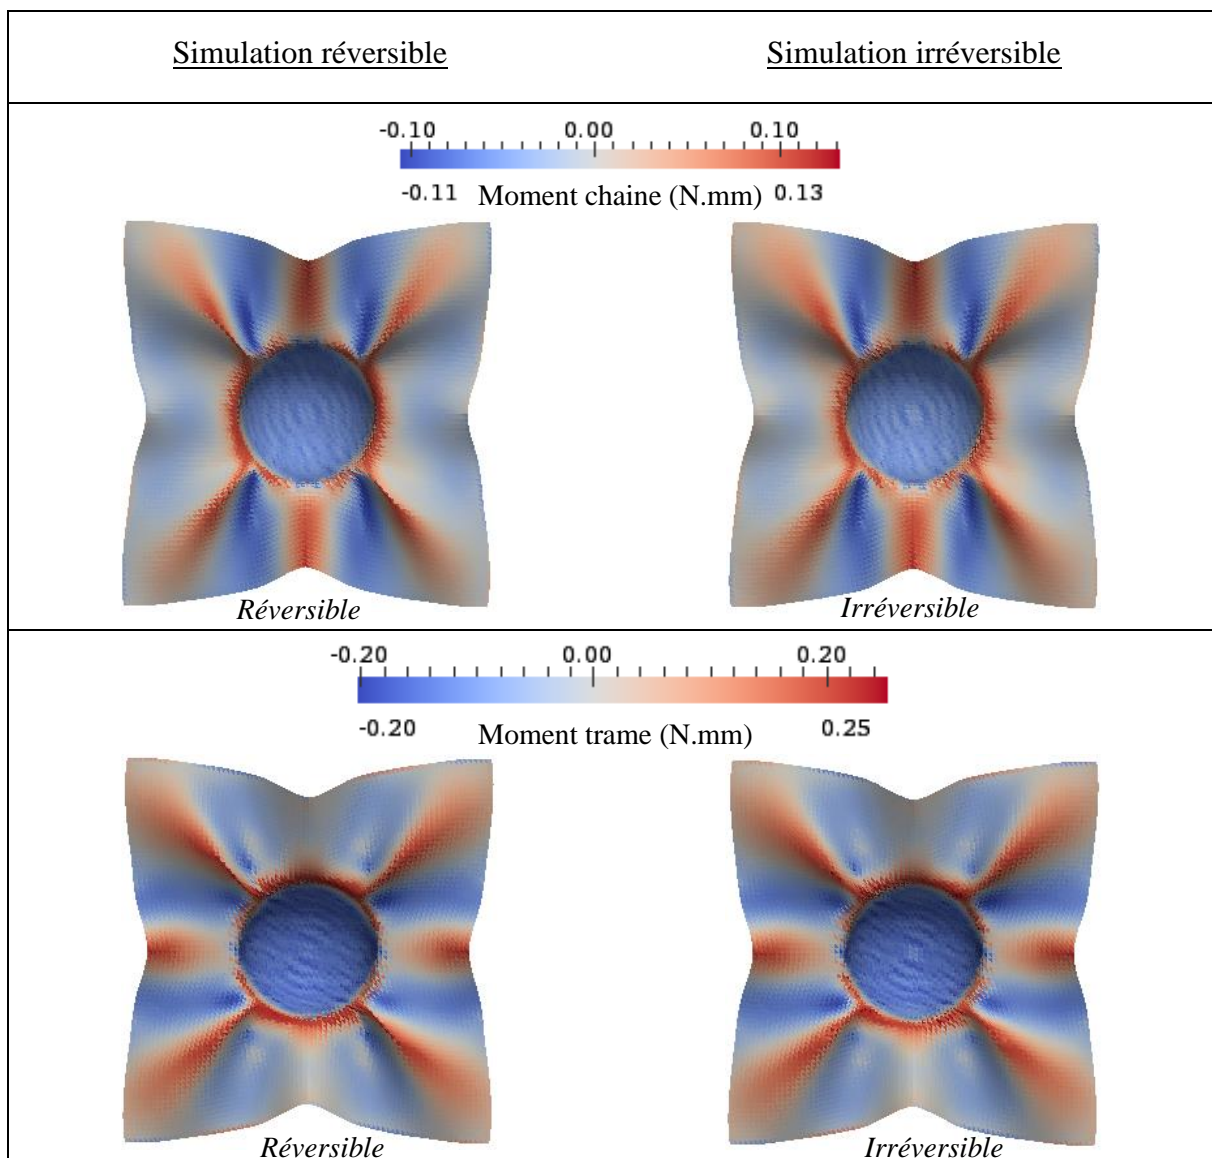 Simulation réversible
Simulation irréversible
-0.10 0.00 0.10
-0.11 Moment chaine (N.mm) 0.13
Réversible
Irréversible
-0.20 0.00 0.20
-0.20 Moment trame (N.mm) 0.25
Réversible
Irréversible